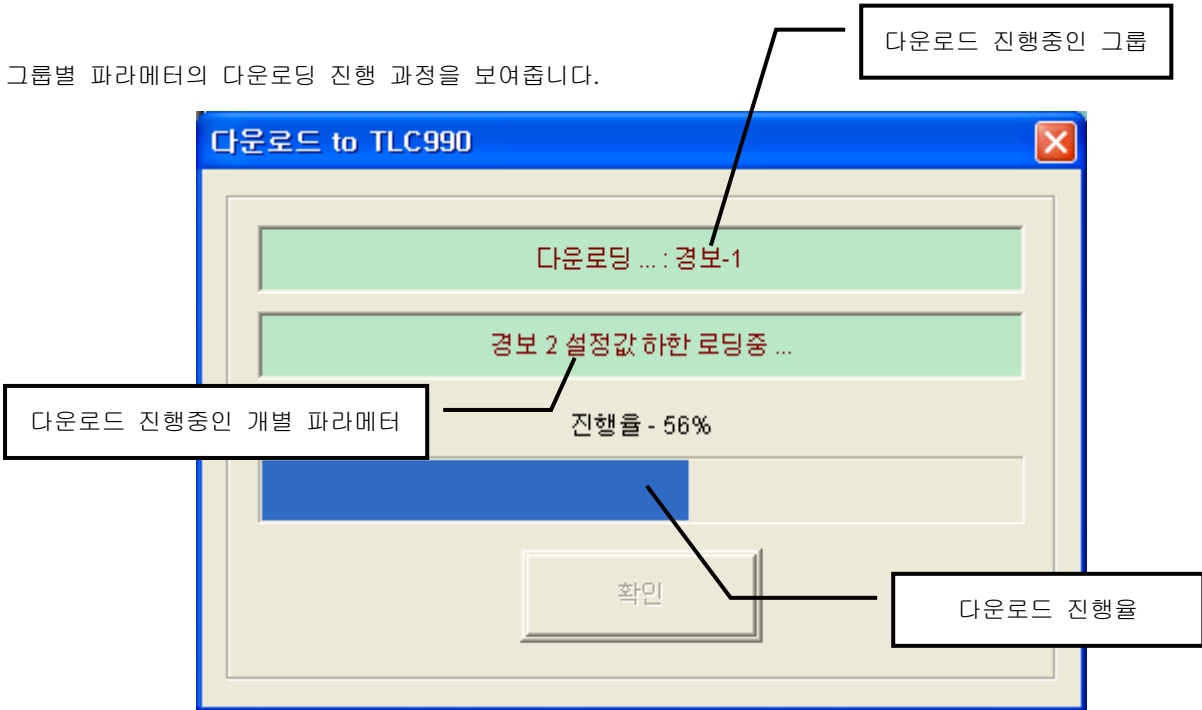 다운로드 진행중인 그룹
그룹별 파라메터의 다운로딩 진행 과정을 보여줍니다.
다운로드 to TLC990
다운로딩 ... : 경보-1
경보 2 설정값 하한 로딩중 ...
다운로드 진행중인 개별 파라메터
진행율 - 56%
확인
다운로드 진행율